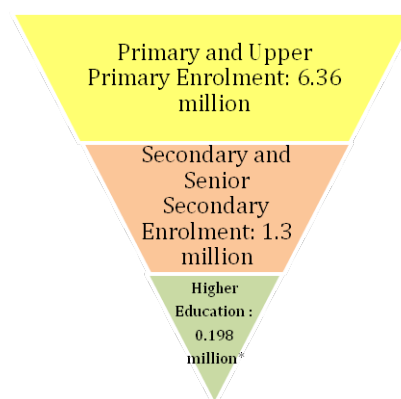 Primary and Upper
Primary Enrolment: 6.36
million
Secondary and
Senior
Secondary
Enrolment: 1.3
million
Higher
Education :
0.198
million*